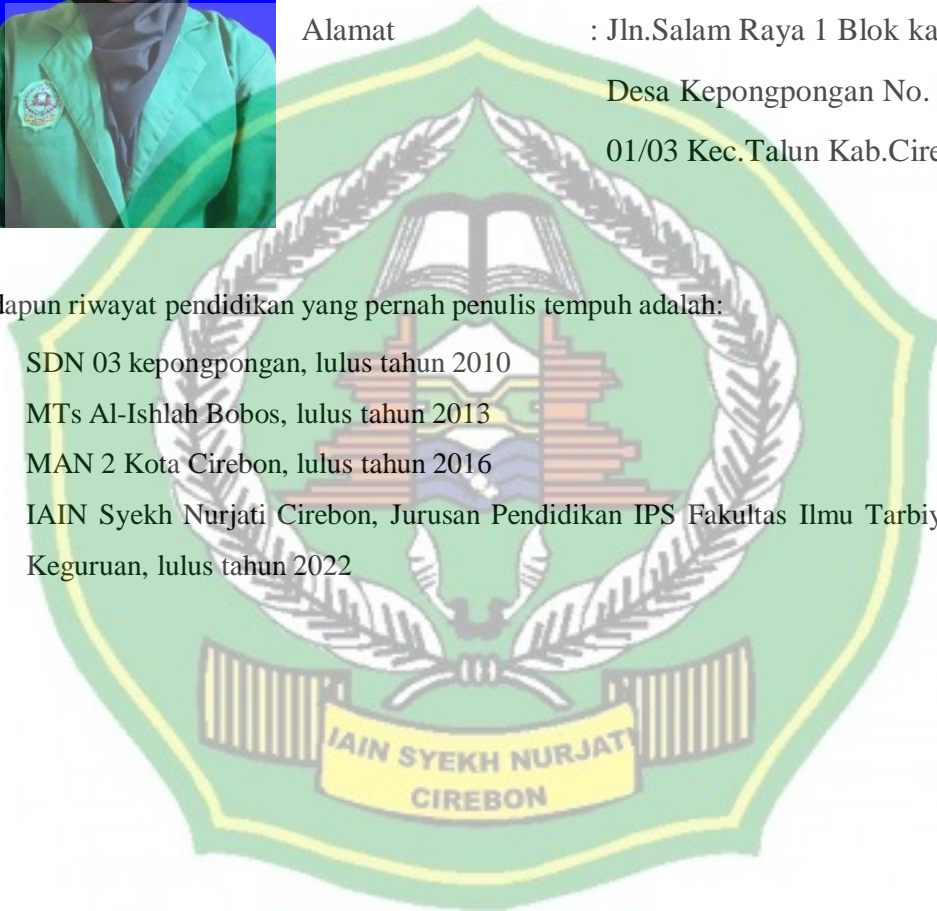 Alamat : Jln.Salam Raya 1 Blok ka
Desa Kepongpongan No.
01/03 Kec.Talun Kab.Cire
dapun riwayat pendidikan yang pernah penulis tempuh adalah:
SDN 03 kepongpongan, lulus tahun 2010
MTs Al-Ishlah Bobos, lulus tahun 2013
MAN 2 Kota Cirebon, lulus tahun 2016
IAIN Syekh Nurjati Cirebon, Jurusan Pendidikan IPS Fakultas Ilmu Tarbiy
Keguruan, lulus tahun 2022
IAIN SYEKH NURJATI
CIREBON